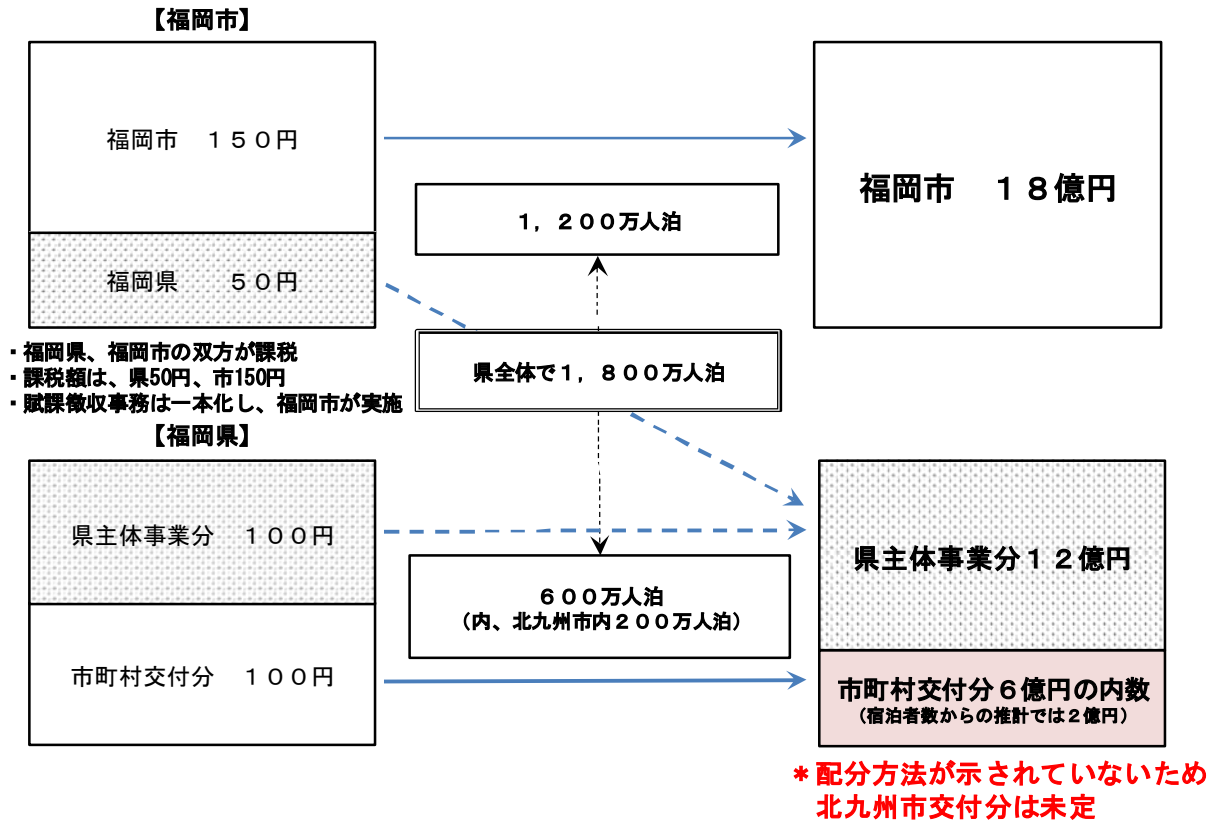 【福岡市】
福岡市　１５０円
福岡県　　５０円
福岡市　１８億円
１，２００万人泊
県全体で１，８００万人泊
・福岡県、福岡市の双方が課税
・課税額は、県50円、市150円
・賦課徴収事務は一本化し、福岡市が実施
【福岡県】
県主体事業分　１００円
市町村交付分　１００円
６００万人泊
（内、北九州市内２００万人泊）
県主体事業分１２億円
市町村交付分６億円の内数
（宿泊者数からの推計では２億円）
＊配分方法が示されていないため
北九州市交付分は未定